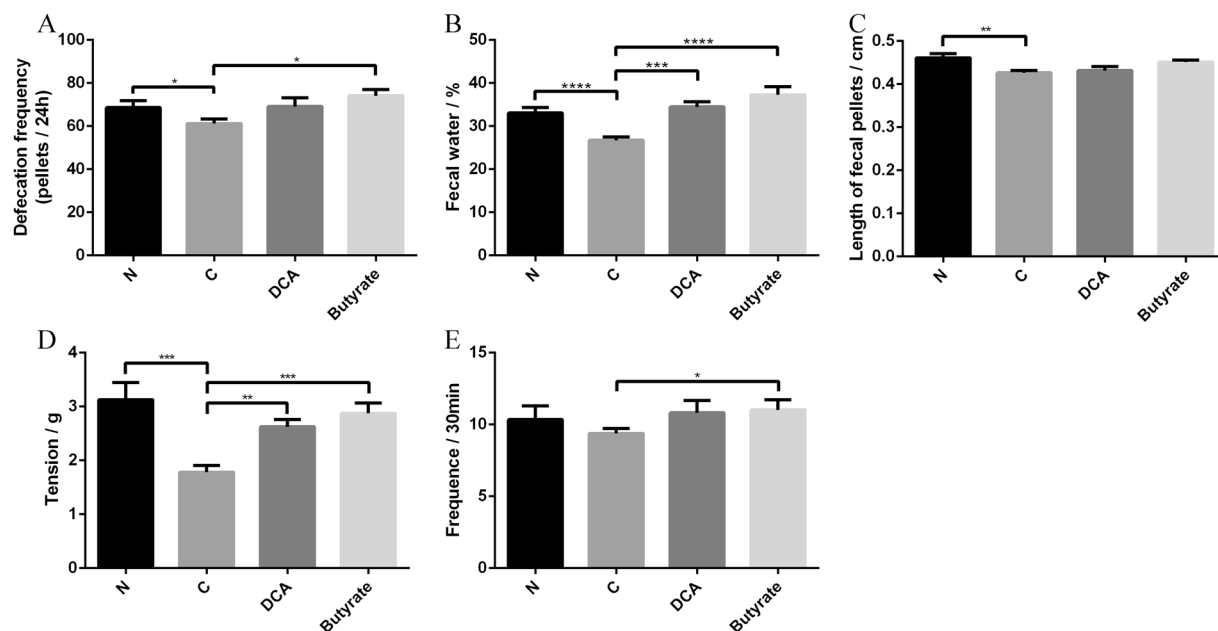 A
Defecation frequency
(pellets / 24h)
100
80
60
40
20
0
*
*
N
C
DCA
Butyrate
B
Fecal water / %
50
40
30
20
10
0
****
***
****
N
C
DCA
Butyrate
C
Length of fecal pellets / cm
0.5
0.4
0.3
0.2
0.1
0.0
**
N
C
DCA
Butyrate
D
Tension / g
4
3
2
1
0
***
***
**
N
C
DCA
Butyrate
E
Frequence / 30min
15
10
5
0
*
N
C
DCA
Butyrate